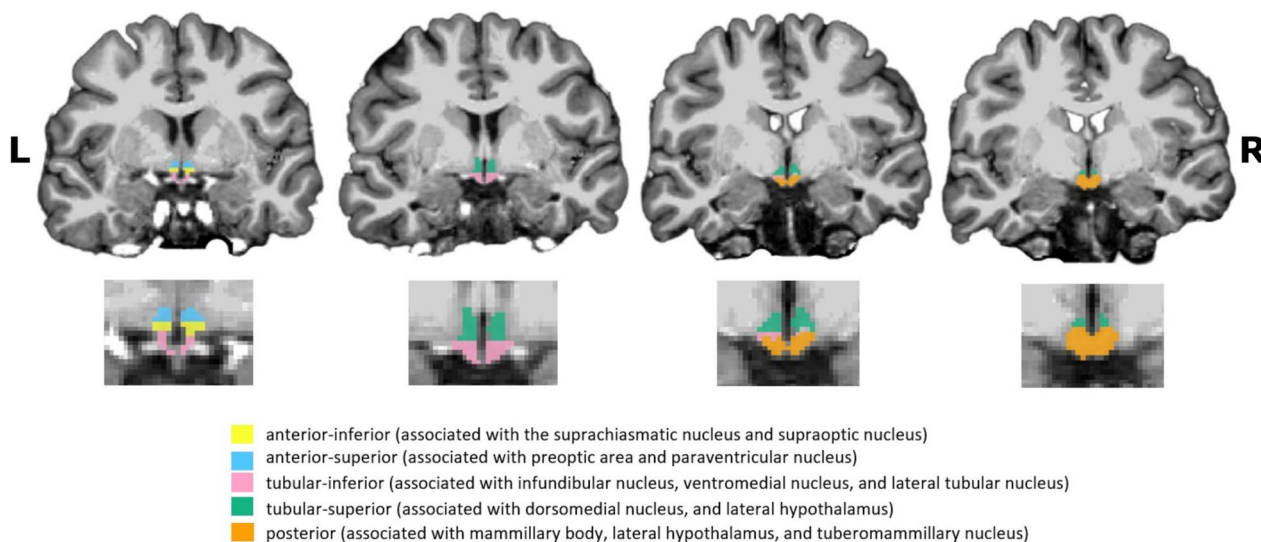 L
R
anterior-inferior (associated with the suprachiasmatic nucleus and supraoptic nucleus)
anterior-superior (associated with preoptic area and paraventricular nucleus)
tubular-inferior (associated with infundibular nucleus, ventromedial nucleus, and lateral tubular nucleus)
tubular-superior (associated with dorsomedial nucleus, and lateral hypothalamus)
posterior (associated with mammillary body, lateral hypothalamus, and tuberomammillary nucleus)